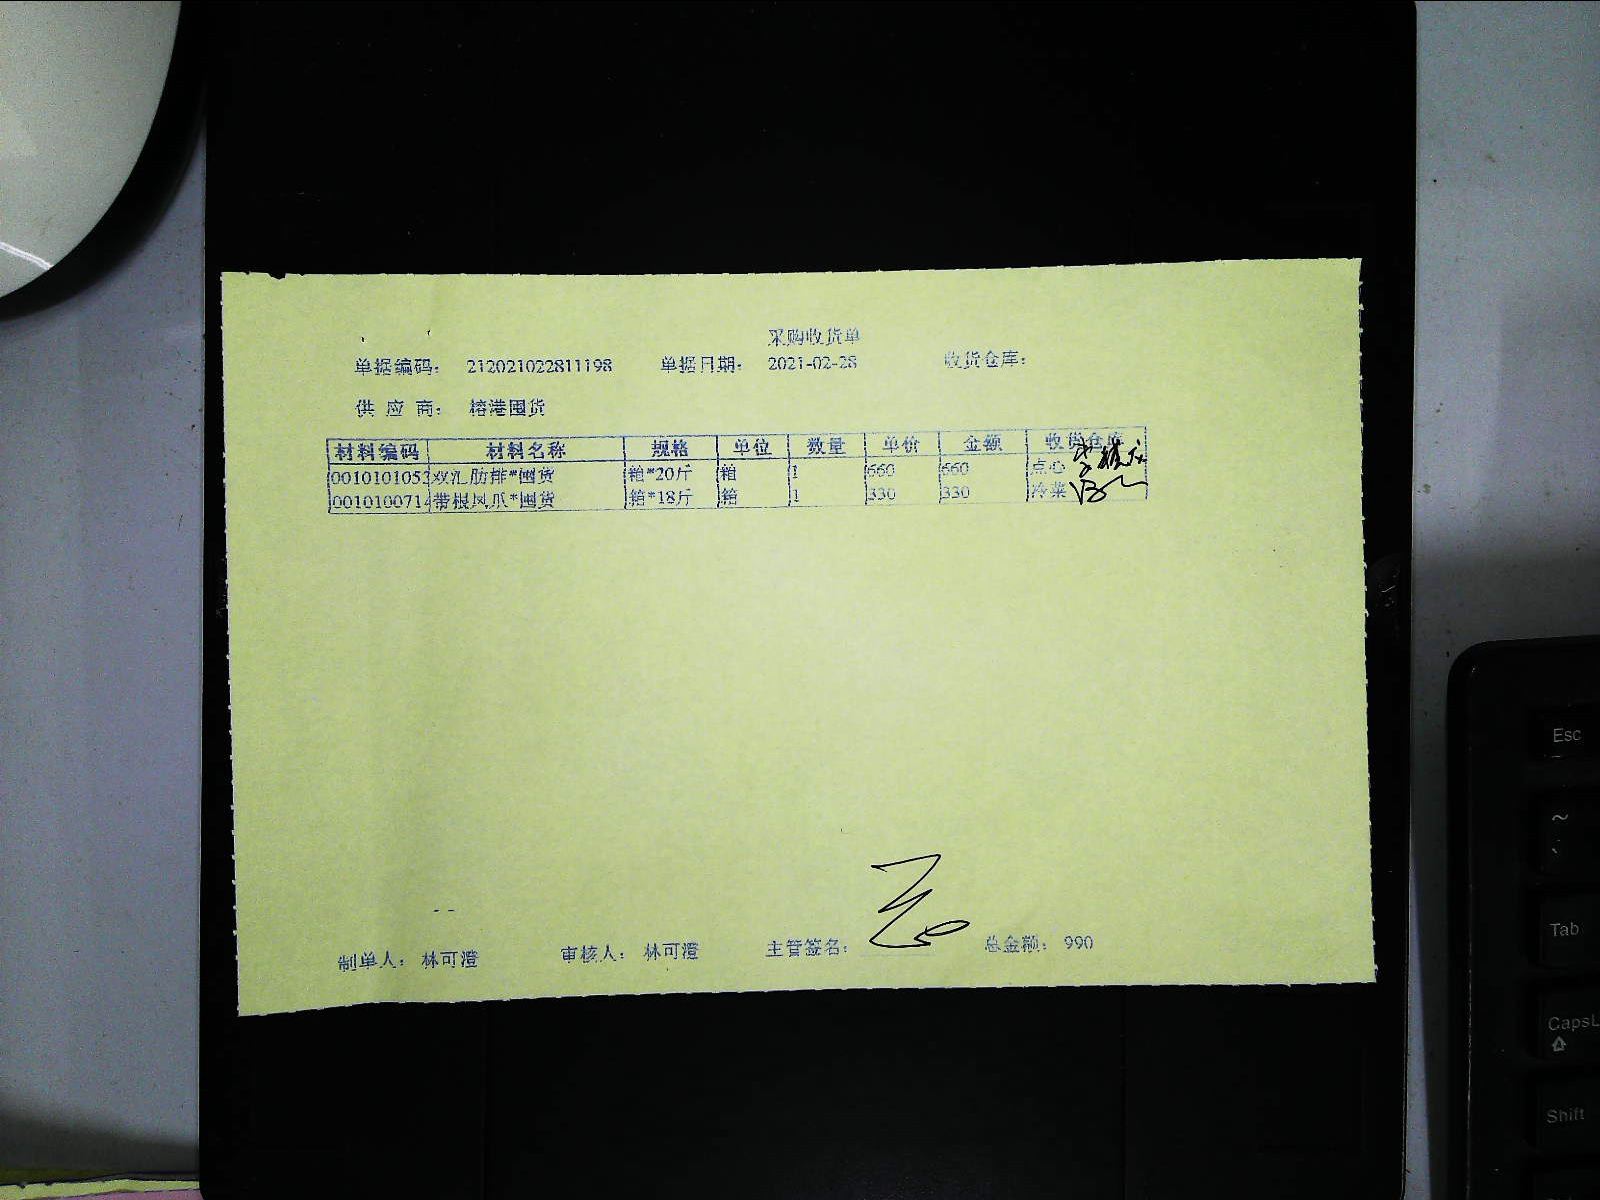 采购收货单
单据编码： 212021022811198 单据日期： 2021-02-28 收货仓库：
供 应 商： 榕港囤货
材料编码 材料名称 规格 单位 数量 单价 金额 收货仓库
0010101052 双汇肋排*囤货 箱*20斤 箱 1 660 660 点心
0010100714 带根凤爪*囤货 箱*18斤 箱 1 330 330 冷菜
制单人： 林可澄 审核人： 林可澄 主管签名： 总金额： 990
Esc
~
`
Tab
CapsL
Shift